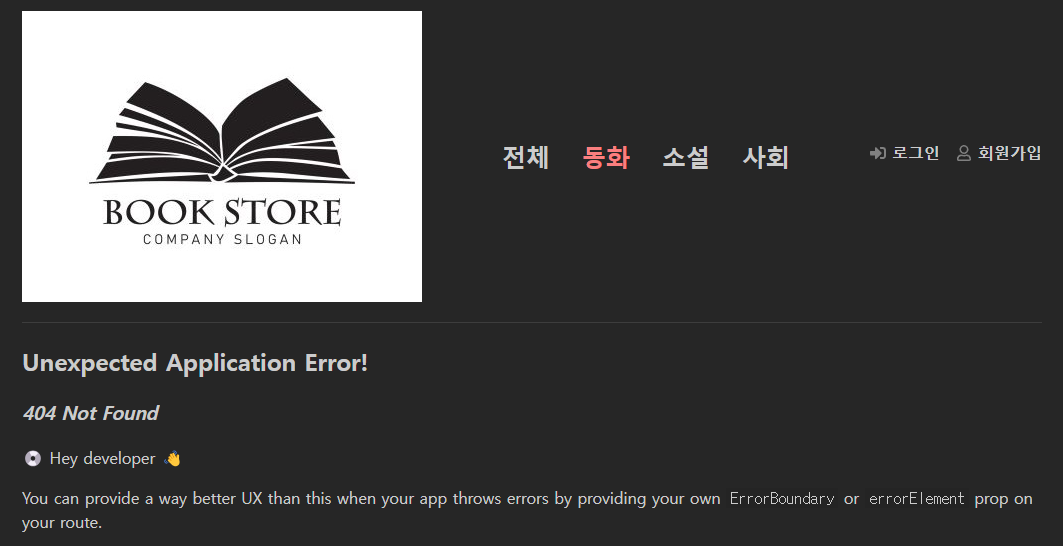 BOOK STORE
COMPANY SLOGAN
전체 동화 소설 사회 로그인 회원가입
Unexpected Application Error!
404 Not Found
💿 Hey developer 👋
You can provide a way better UX than this when your app throws errors by providing your own ErrorBoundary or errorElement prop on
your route.